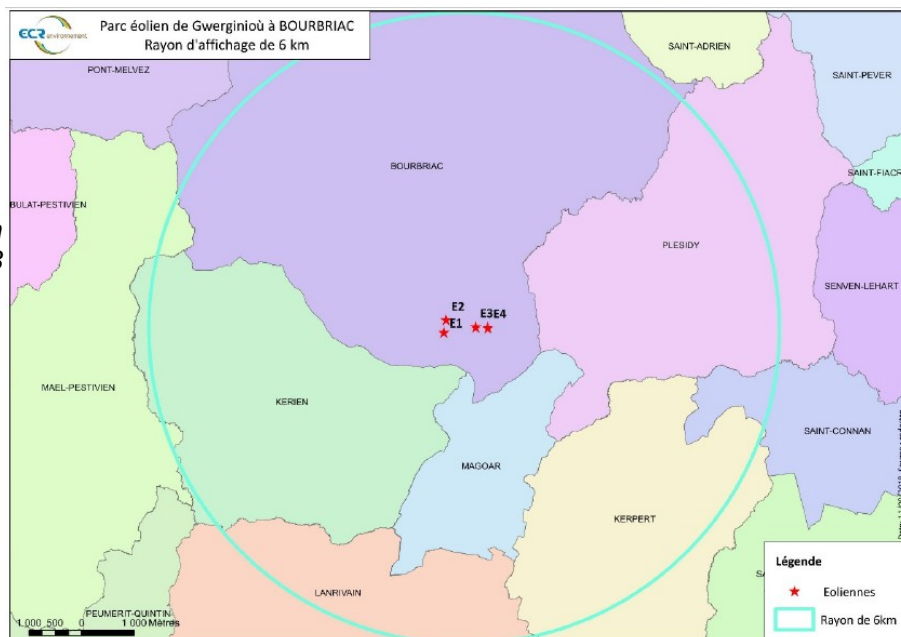 ECR environnement
Parc éolien de Gwerginioù à BOURBRIAC
Rayon d'affichage de 6 km
SAINT-ADRIEN
PONT-MELVEZ
SAINT-PEVER
BOURBRIAC
SAINT-FIACRE
BULAT-PESTIVIEN
PLESIDY
SENVEN-LEHART
E2
E3E4
E1
MAEL-PESTIVIEN
KERIEN
SAINT-CONNAN
MAGOAR
KERPERT
Légende
LANRIVAIN
Eoliennes
PEUMERIT-QUINTIN
1 000 500 0 1 000 Mètres
Rayon de 6km